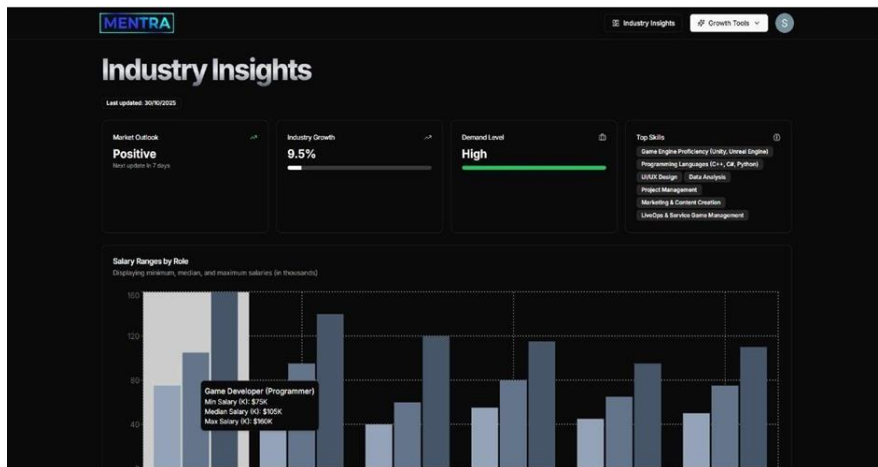 MENTRA
Industry Insights
Growth Tools
S
Industry Insights
Last updated: 30/10/2025
Market Outlook
Positive
Next update in 7 days
Industry Growth
9.5%
Demand Level
High
Top Skills
Game Engine Proficiency (Unity, Unreal Engine)
Programming Languages (C++, C#, Python)
UI/UX Design
Data Analysis
Project Management
Marketing & Content Creation
LiveOps & Service Game Management
Salary Ranges by Role
Displaying minimum, median, and maximum salaries (in thousands)
160
120
80
40
Game Developer (Programmer)
Min Salary (K): $75K
Median Salary (K): $105K
Max Salary (K): $160K